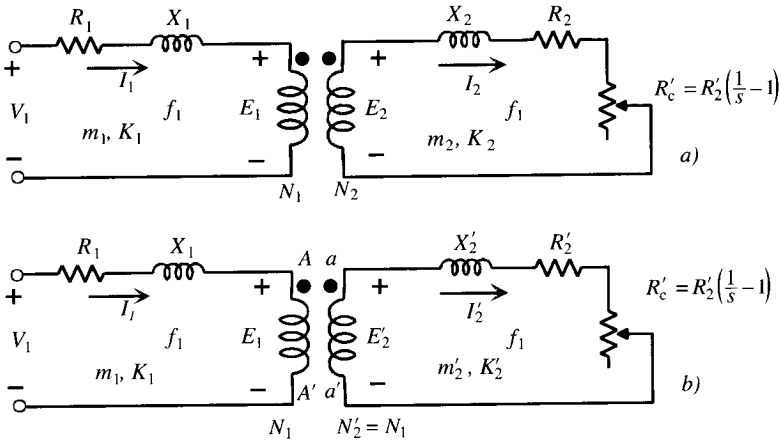 R₁ X₁ X₂ R₂
+ I₁ + + I₂ R′c = R′₂(1/s −1)
V₁ f₁ E₁ E₂ f₁
m₁, K₁ m₂, K₂ a)
− − −
N₁ N₂
R₁ X₁ A a X′₂ R′₂
+ I₁ + + I′₂ R′c = R′₂(1/s −1)
V₁ f₁ E₁ E′₂ f₁
m₁, K₁ m′₂, K′₂ b)
− − A′ a′ −
N₁ N′₂ = N₁